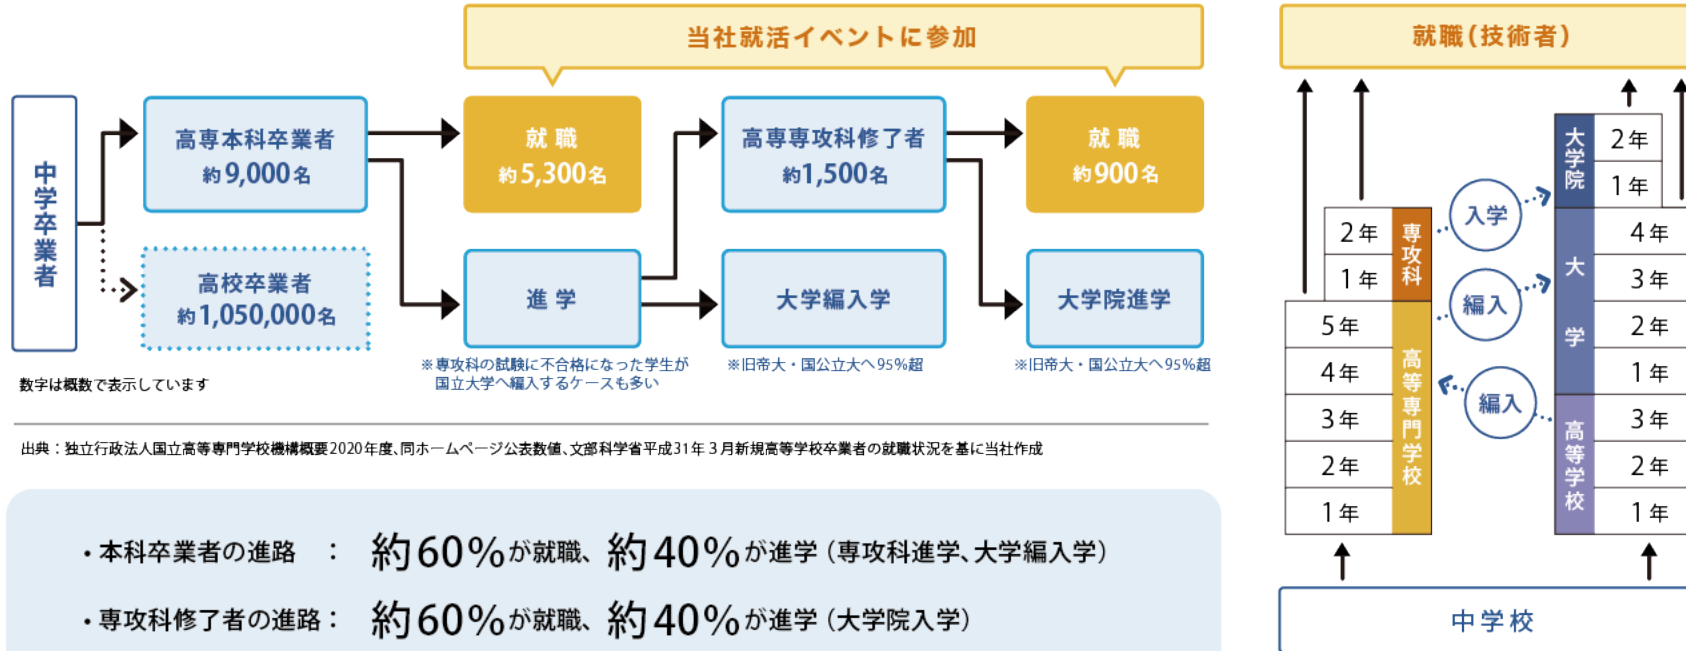 当社就活イベントに参加
中学卒業者
高専本科卒業者
約9,000名
就職
約5,300名
高専専攻科修了者
約1,500名
就職
約900名
高校卒業者
約1,050,000名
進学
大学編入学
大学院進学
※専攻科の試験に不合格になった学生が
国立大学へ編入するケースも多い
※旧帝大・国公立大へ95%超
※旧帝大・国公立大へ95%超
数字は概数で表示しています
出典：独立行政法人国立高等専門学校機構概要2020年度、同ホームページ公表数値、文部科学省平成31年3月新規高等学校卒業者の就職状況を基に当社作成
・本科卒業者の進路 ： 約60%が就職、約40%が進学（専攻科進学、大学編入学）
・専攻科修了者の進路： 約60%が就職、約40%が進学（大学院入学）
就職（技術者）
2年
1年
専攻科
5年
4年
3年
2年
1年
高等専門学校
入学
編入
編入
大学院
2年
1年
大学
4年
3年
2年
1年
高等学校
3年
2年
1年
中学校